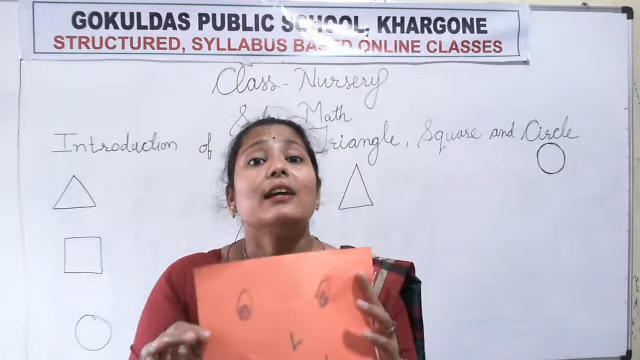 GOKULDAS PUBLIC SCHOOL, KHARGONE
STRUCTURED, SYLLABUS BASED ONLINE CLASSES
Class - Nursery
Math
Introduction of Triangle, Square and Circle